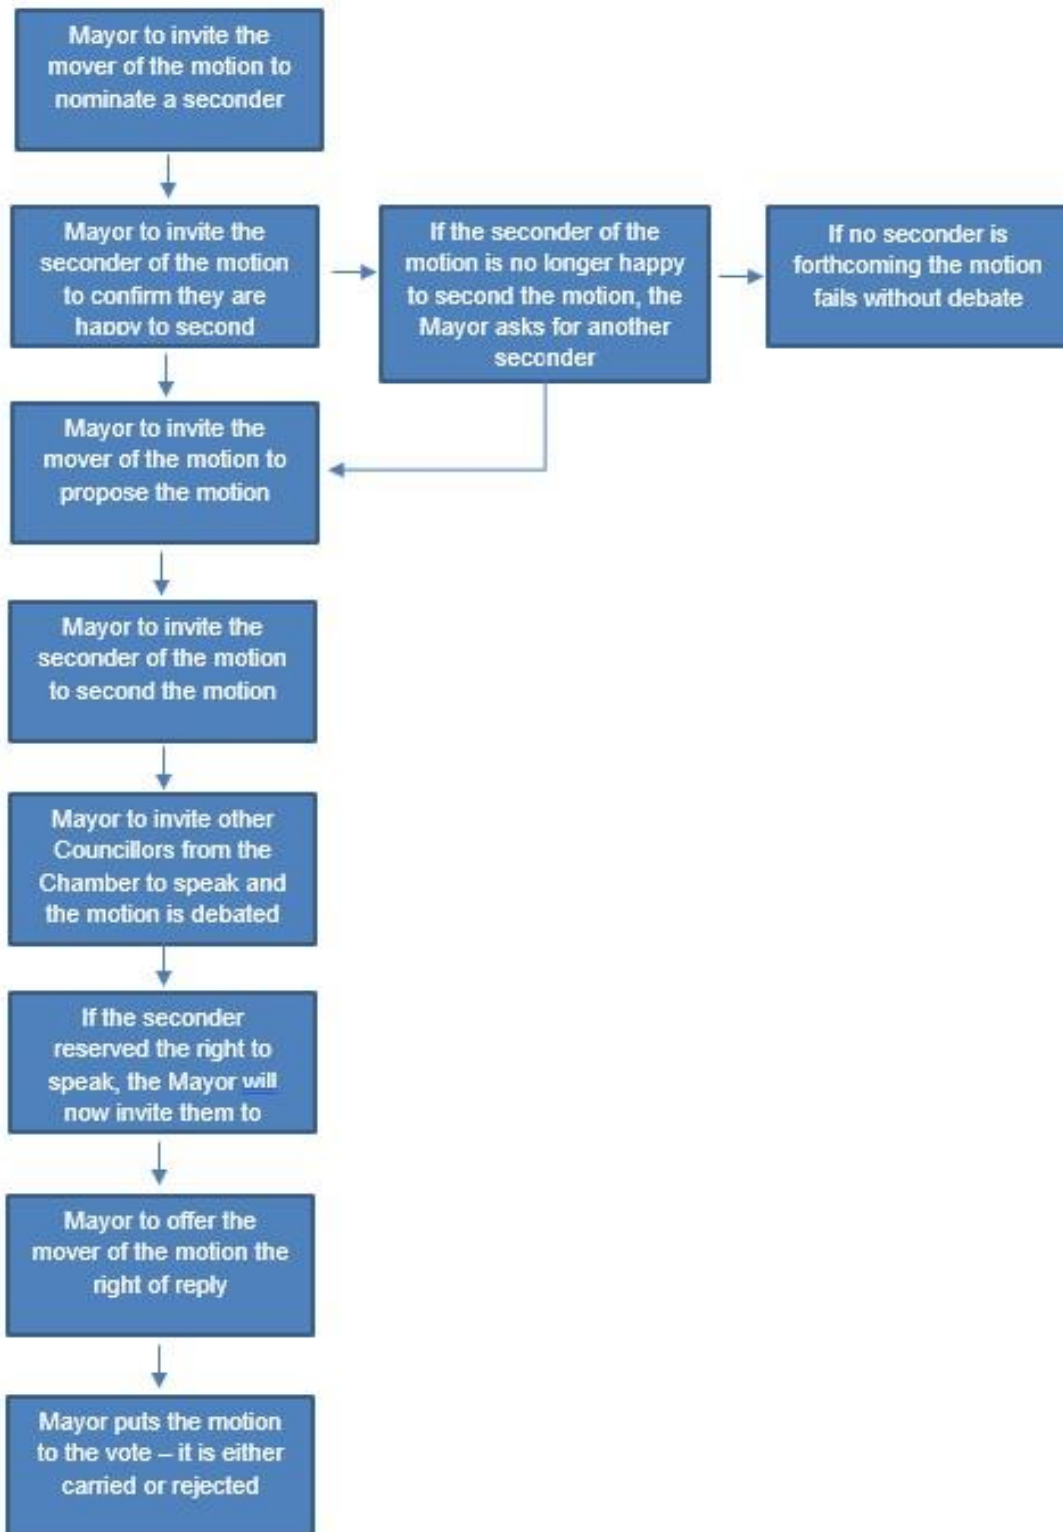 Mayor to invite the
mover of the motion to
nominate a seconder
Mayor to invite the
seconder of the motion
to confirm they are
happy to second
If the seconder of the
motion is no longer happy
to second the motion, the
Mayor asks for another
seconder
If no seconder is
forthcoming the motion
fails without debate
Mayor to invite the
mover of the motion to
propose the motion
Mayor to invite the
seconder of the motion
to second the motion
Mayor to invite other
Councillors from the
Chamber to speak and
the motion is debated
If the seconder
reserved the right to
speak, the Mayor will
now invite them to
Mayor to offer the
mover of the motion the
right of reply
Mayor puts the motion
to the vote – it is either
carried or rejected